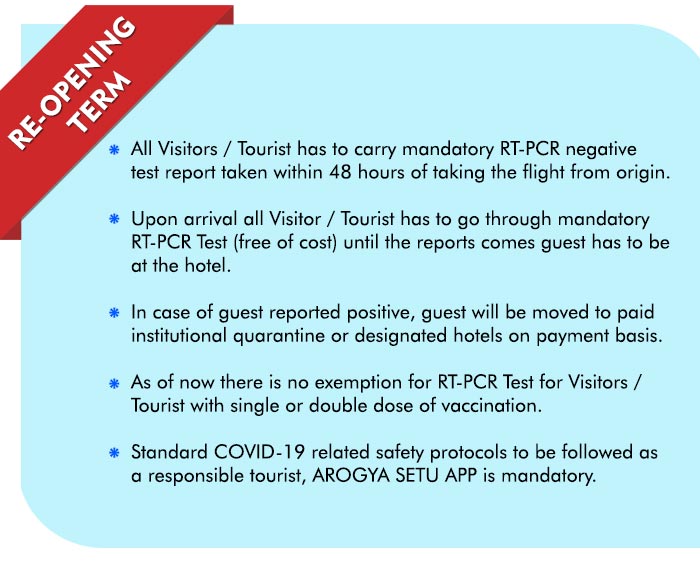 RE-OPENING
TERM
All Visitors / Tourist has to carry mandatory RT-PCR negative
test report taken within 48 hours of taking the flight from origin.
Upon arrival all Visitor / Tourist has to go through mandatory
RT-PCR Test (free of cost) until the reports comes guest has to be
at the hotel.
In case of guest reported positive, guest will be moved to paid
institutional quarantine or designated hotels on payment basis.
As of now there is no exemption for RT-PCR Test for Visitors /
Tourist with single or double dose of vaccination.
Standard COVID-19 related safety protocols to be followed as
a responsible tourist, AROGYA SETU APP is mandatory.